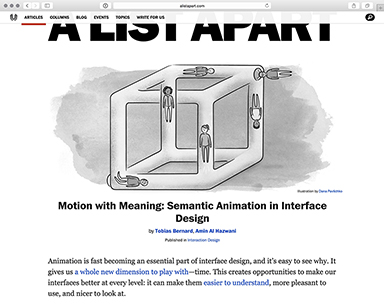 alistapart.com
ARTICLES COLUMNS BLOG EVENTS TOPICS WRITE FOR US
A LIST APART
Illustration by Dana Pavlichko
Motion with Meaning: Semantic Animation in Interface
Design
by Tobias Bernard, Amin Al Hazwani
Published in Interaction Design
Animation is fast becoming an essential part of interface design, and it's easy to see why. It
gives us a whole new dimension to play with—time. This creates opportunities to make our
interfaces better at every level: it can make them easier to understand, more pleasant to
use, and nicer to look at.